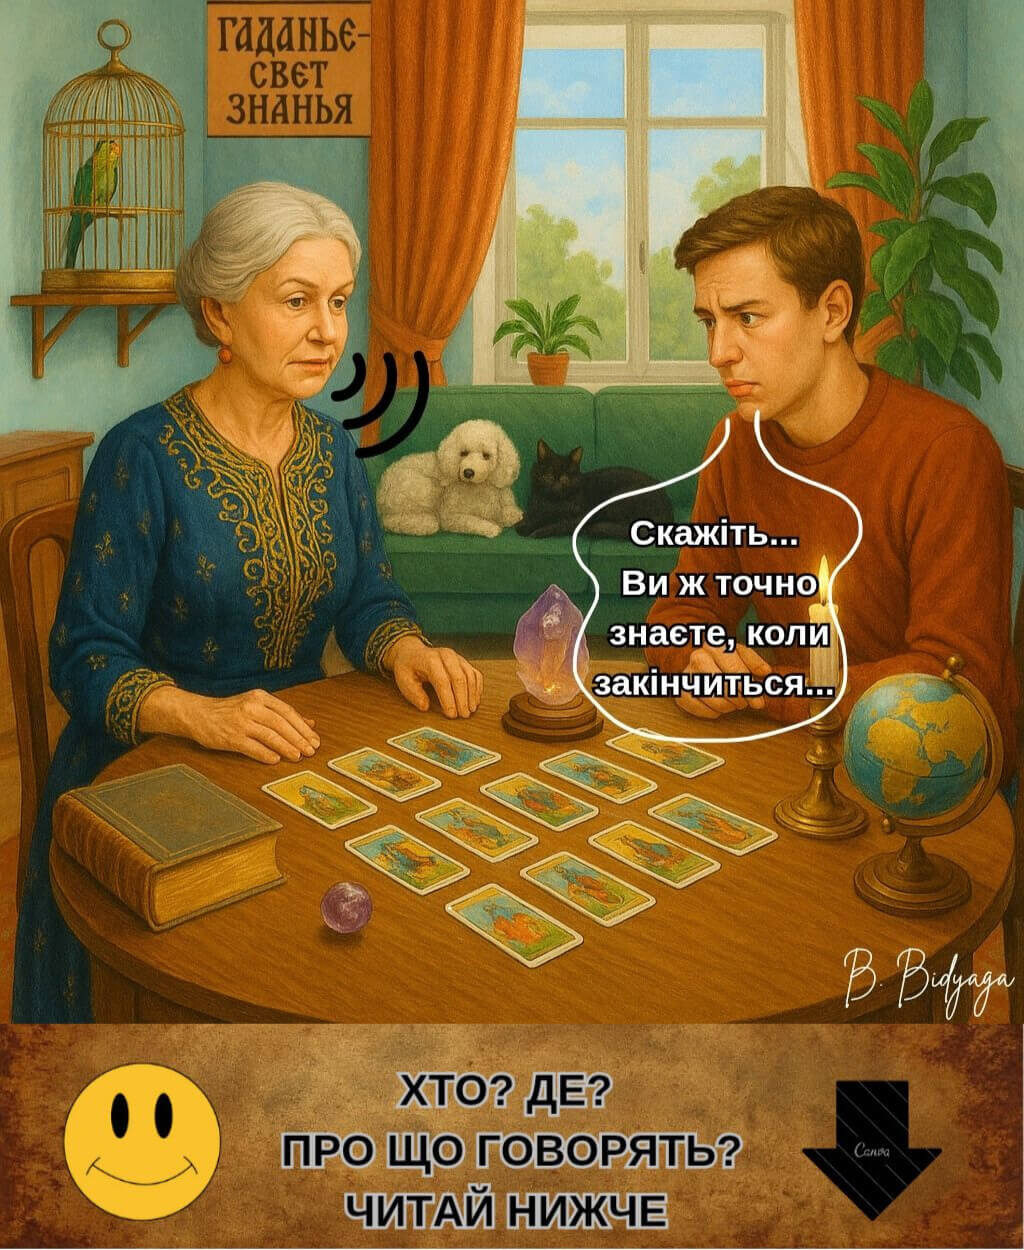 ГАДАНЬЕ-
СВЕТ
ЗНАНЬЯ
Скажіть...
Ви ж точно
знаєте, коли
закінчиться...
B. Bidyaga
ХТО? ДЕ?
ПРО ЩО ГОВОРЯТЬ?
ЧИТАЙ НИЖЧЕ
Canva